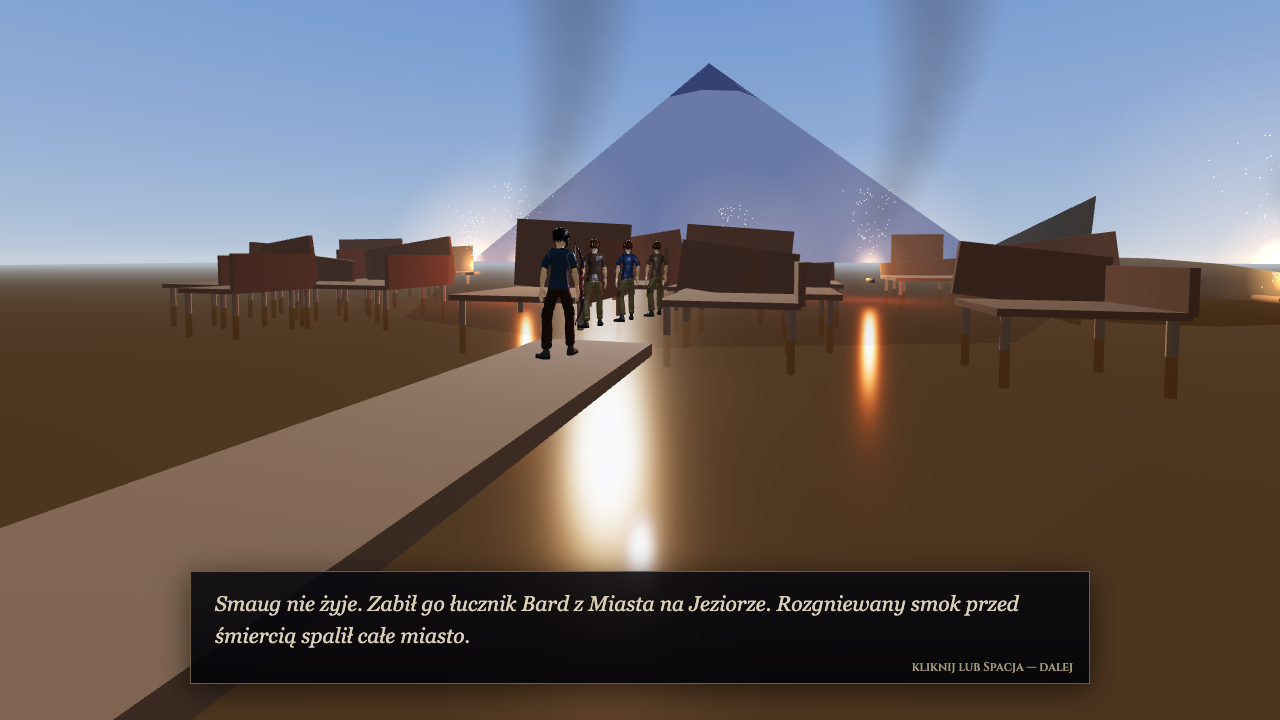 Smaug nie żyje. Zabił go łucznik Bard z Miasta na Jeziorze. Rozgniewany smok przed
śmiercią spalił całe miasto.
KLIKNIJ LUB SPACJA — DALEJ